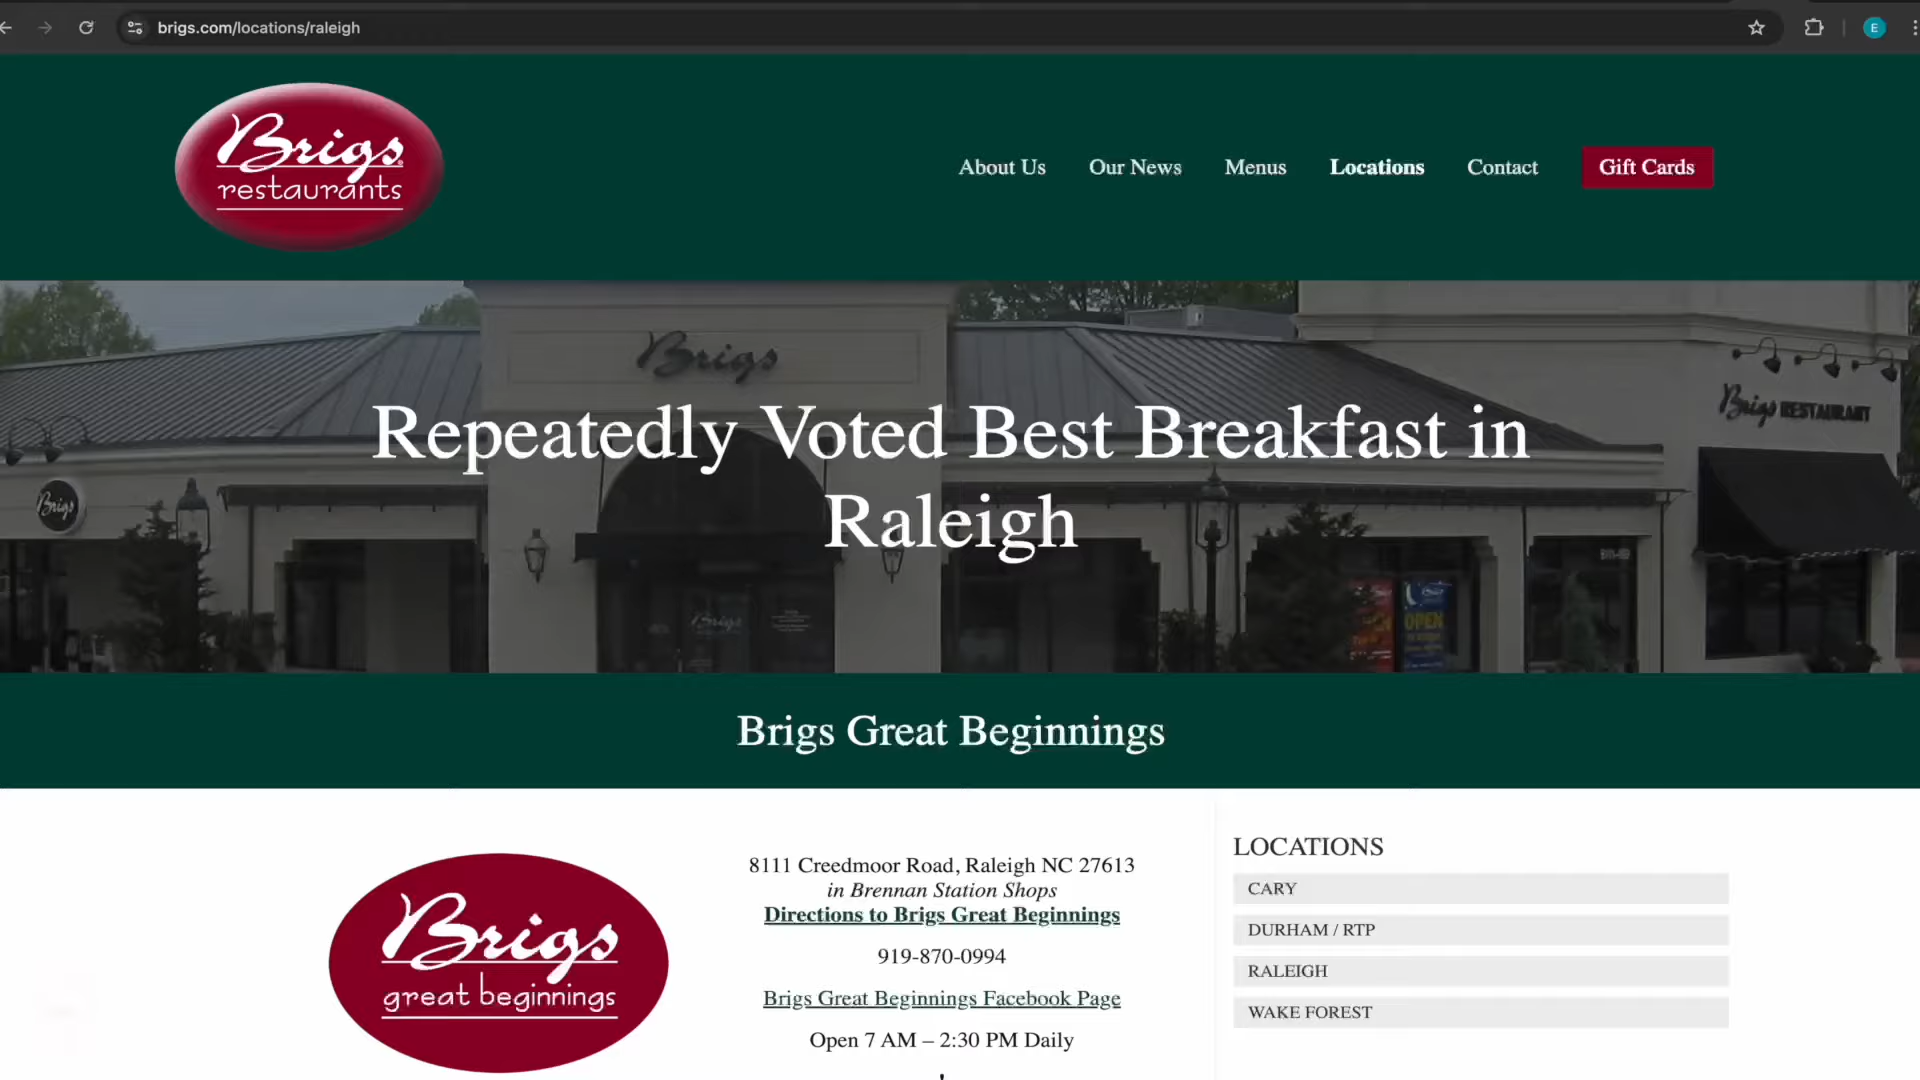 brigs.com/locations/raleigh
E
Brigs
restaurants
About Us
Our News
Menus
Locations
Contact
Gift Cards
Brigs
Brigs RESTAURANT
Repeatedly Voted Best Breakfast in
Raleigh
Brigs
Brigs
OPEN
Brigs Great Beginnings
Brigs
great beginnings
8111 Creedmoor Road, Raleigh NC 27613
in Brennan Station Shops
Directions to Brigs Great Beginnings
919-870-0994
Brigs Great Beginnings Facebook Page
Open 7 AM – 2:30 PM Daily
LOCATIONS
CARY
DURHAM / RTP
RALEIGH
WAKE FOREST